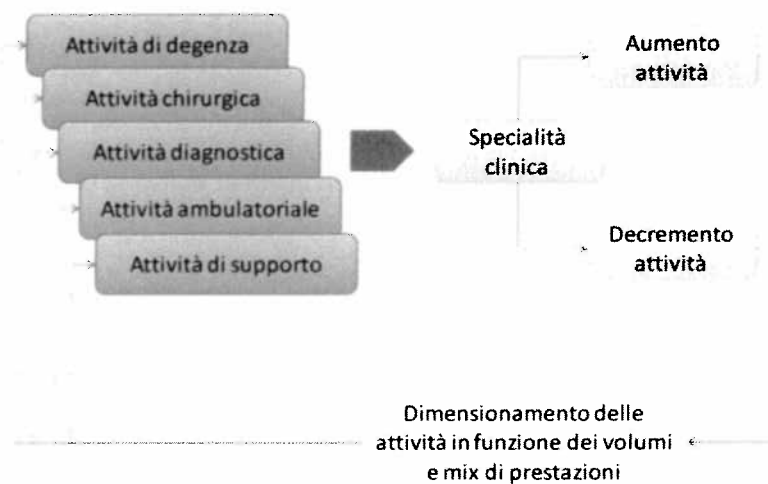 Attività di degenza
Attività chirurgica
Attività diagnostica
Attività ambulatoriale
Attività di supporto
Specialità
clinica
Aumento
attività
Decremento
attività
Dimensionamento delle
attività in funzione dei volumi
e mix di prestazioni